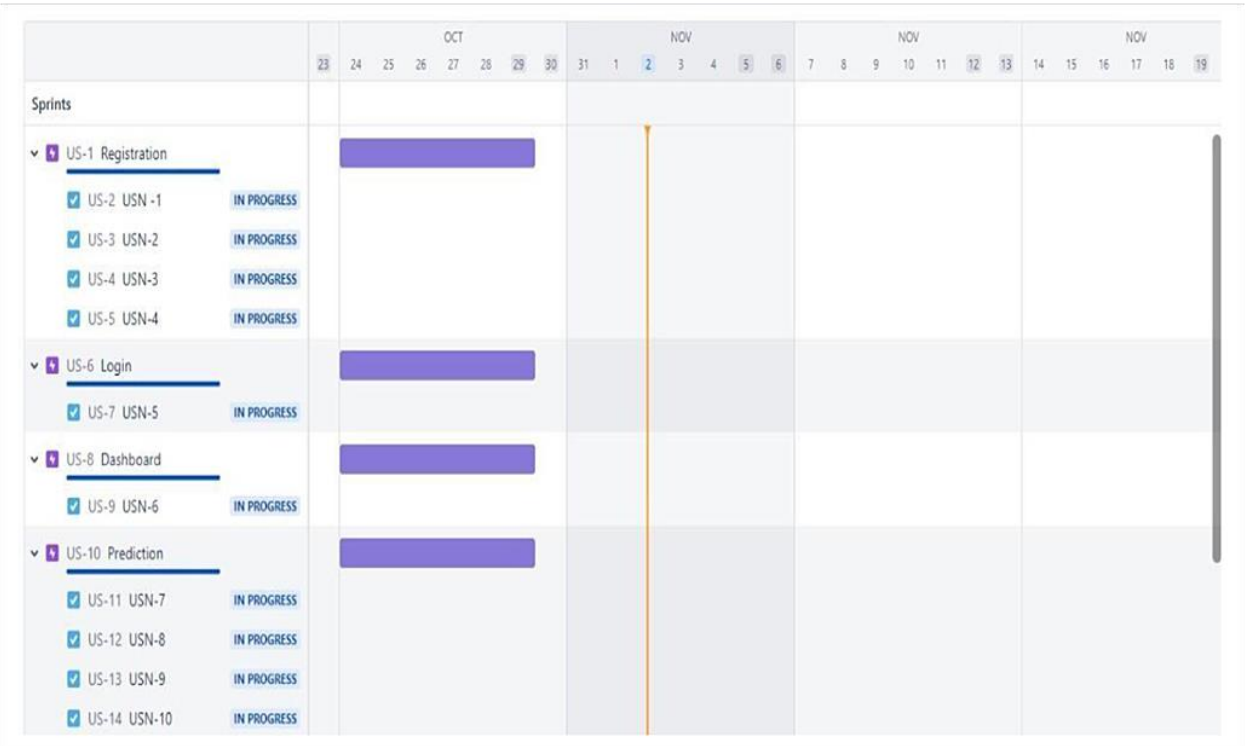 OCT NOV NOV NOV
23 24 25 26 27 28 29 30 31 1 2 3 4 5 6 7 8 9 10 11 12 13 14 15 16 17 18 19
Sprints
US-1 Registration
US-2 USN -1 IN PROGRESS
US-3 USN-2 IN PROGRESS
US-4 USN-3 IN PROGRESS
US-5 USN-4 IN PROGRESS
US-6 Login
US-7 USN-5 IN PROGRESS
US-8 Dashboard
US-9 USN-6 IN PROGRESS
US-10 Prediction
US-11 USN-7 IN PROGRESS
US-12 USN-8 IN PROGRESS
US-13 USN-9 IN PROGRESS
US-14 USN-10 IN PROGRESS